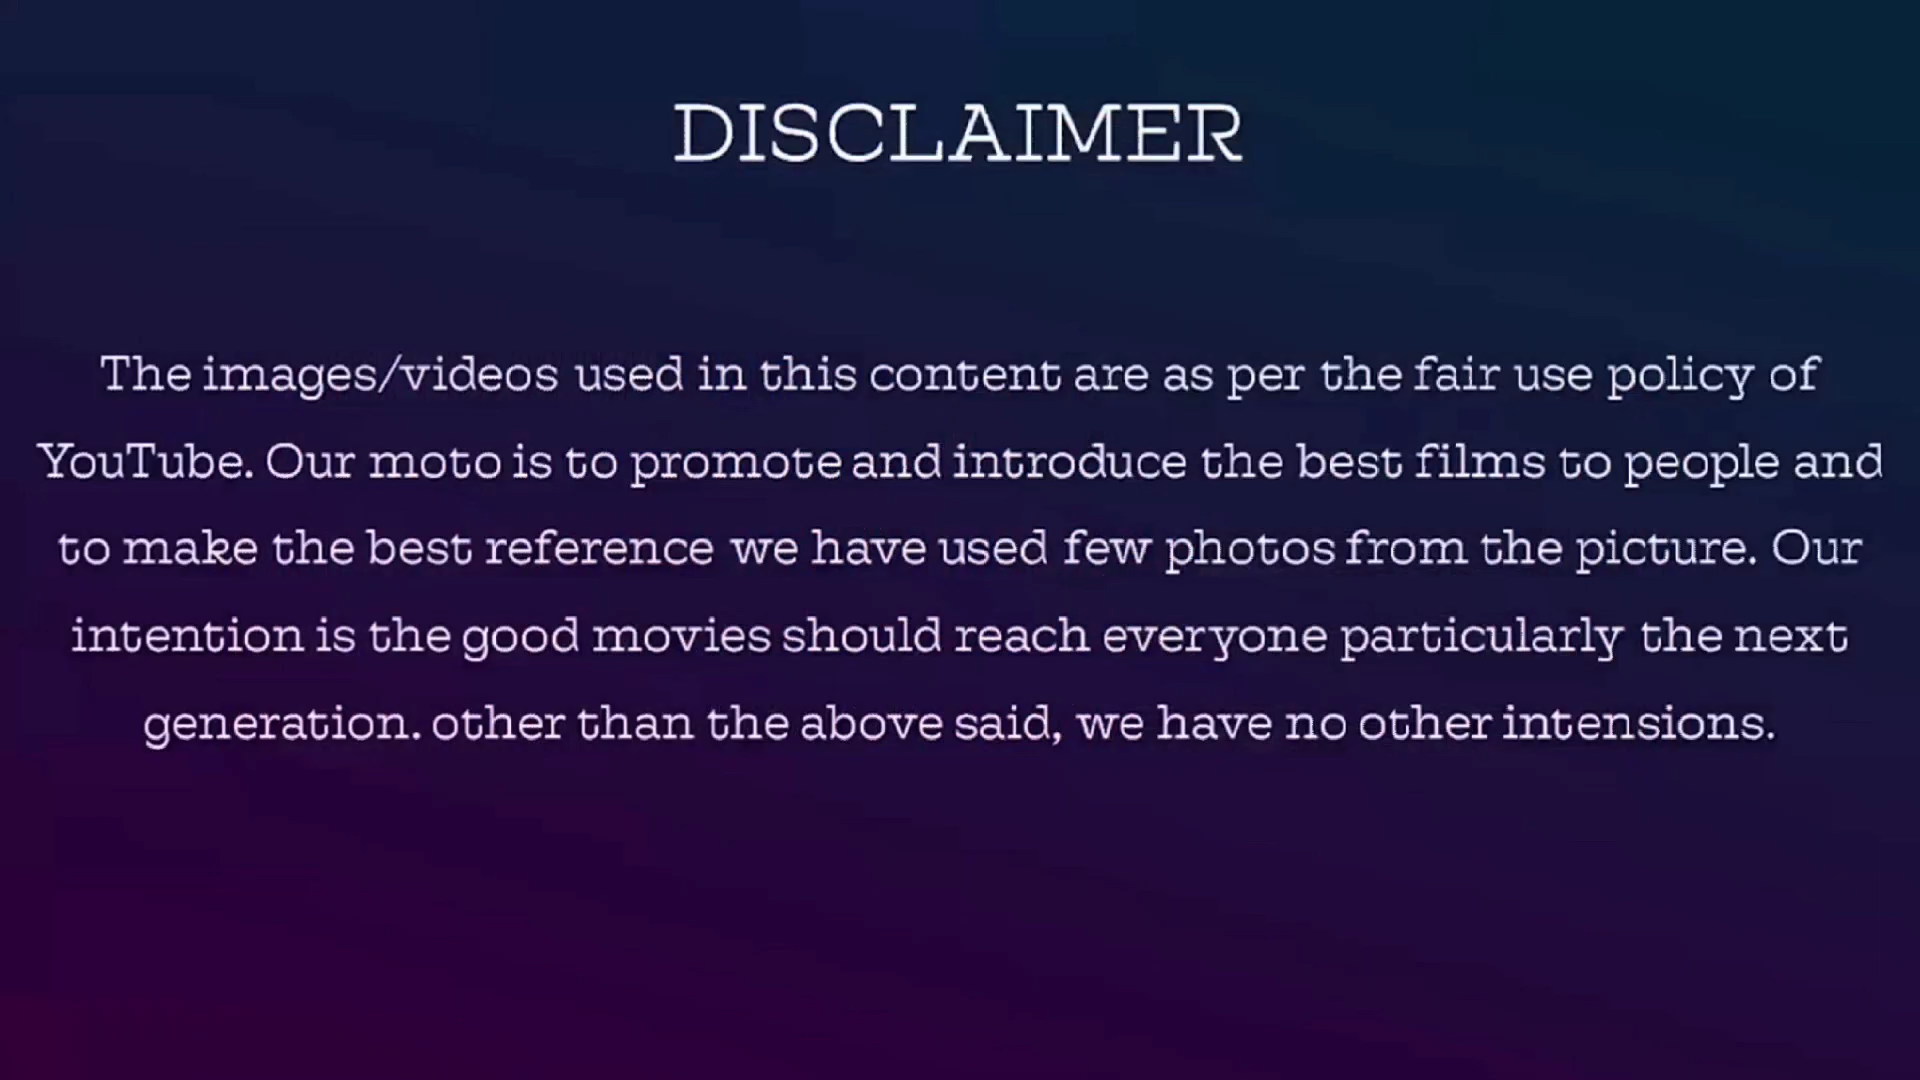 DISCLAIMER
The images/videos used in this content are as per the fair use policy of
YouTube. Our moto is to promote and introduce the best films to people and
to make the best reference we have used few photos from the picture. Our
intention is the good movies should reach everyone particularly the next
generation. other than the above said, we have no other intensions.